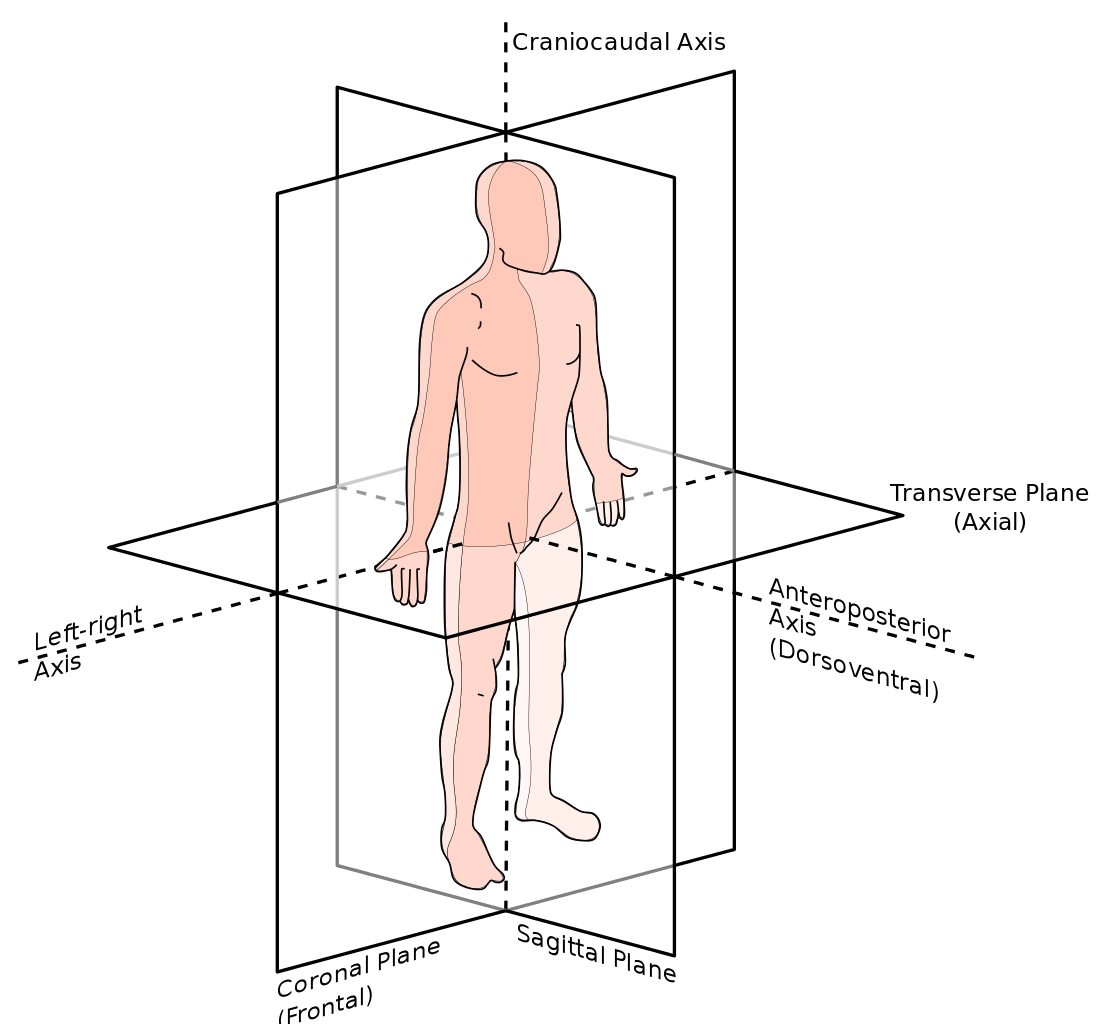 Craniocaudal Axis
Transverse Plane
(Axial)
Left-right
Axis
Anteroposterior
Axis
(Dorsoventral)
Sagittal Plane
Coronal Plane
(Frontal)